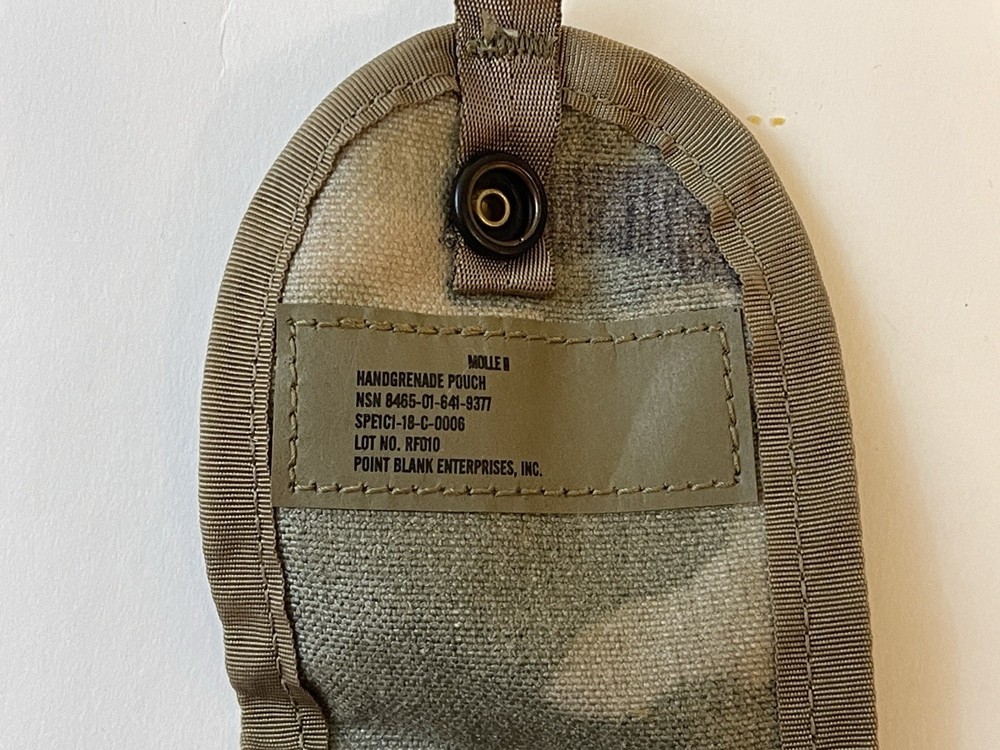 MOLLE II
HANDGRENADE POUCH
NSN 8465-01-641-9377
SPE1C1-18-C-0006
LOT NO. RF010
POINT BLANK ENTERPRISES, INC.